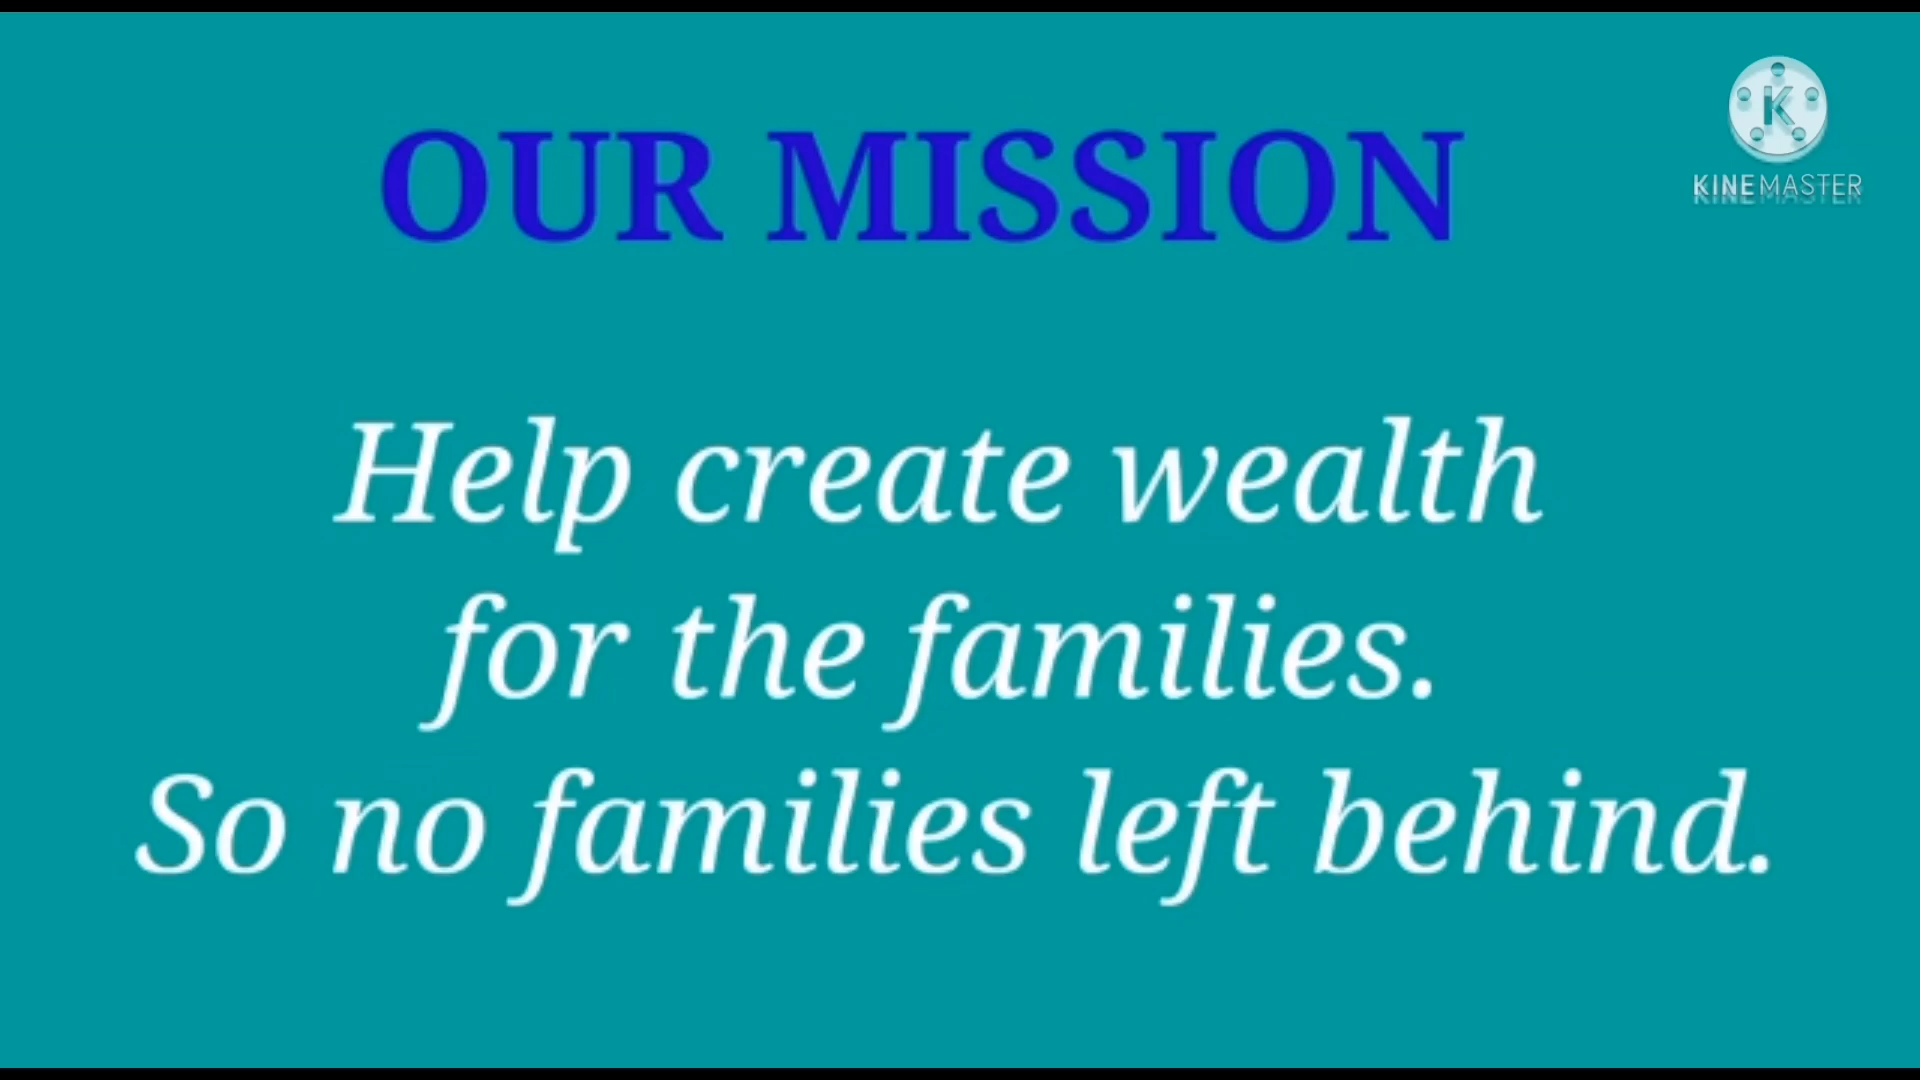 OUR MISSION
K
KINEMASTER
Help create wealth
for the families.
So no families left behind.